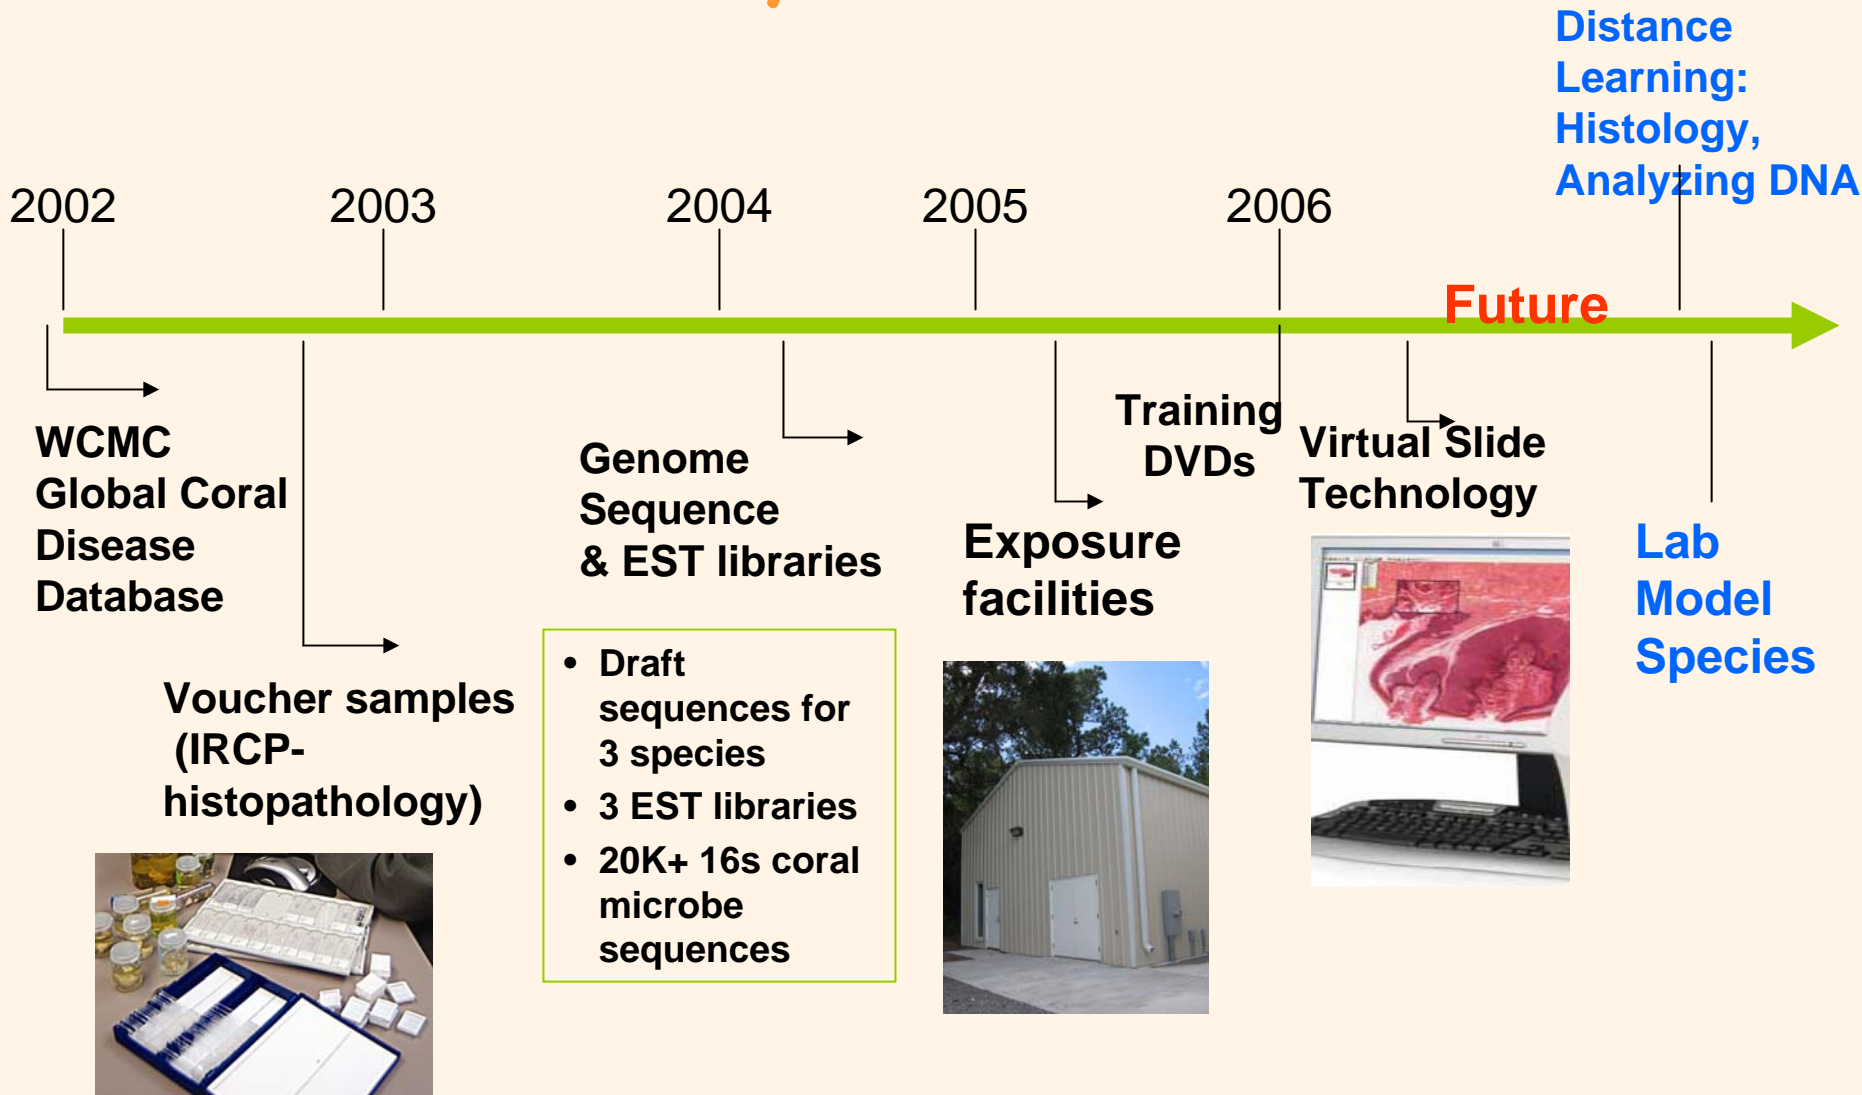 Distance
Learning:
Histology,
Analyzing DNA
2002
2003
2004
2005
2006
Future
WCMC
Global Coral
Disease
Database
Voucher samples
(IRCP-
histopathology)
Genome
Sequence
& EST libraries
• Draft
sequences for
3 species
• 3 EST libraries
• 20K+ 16s coral
microbe
sequences
Exposure
facilities
Training
DVDs
Virtual Slide
Technology
Lab
Model
Species